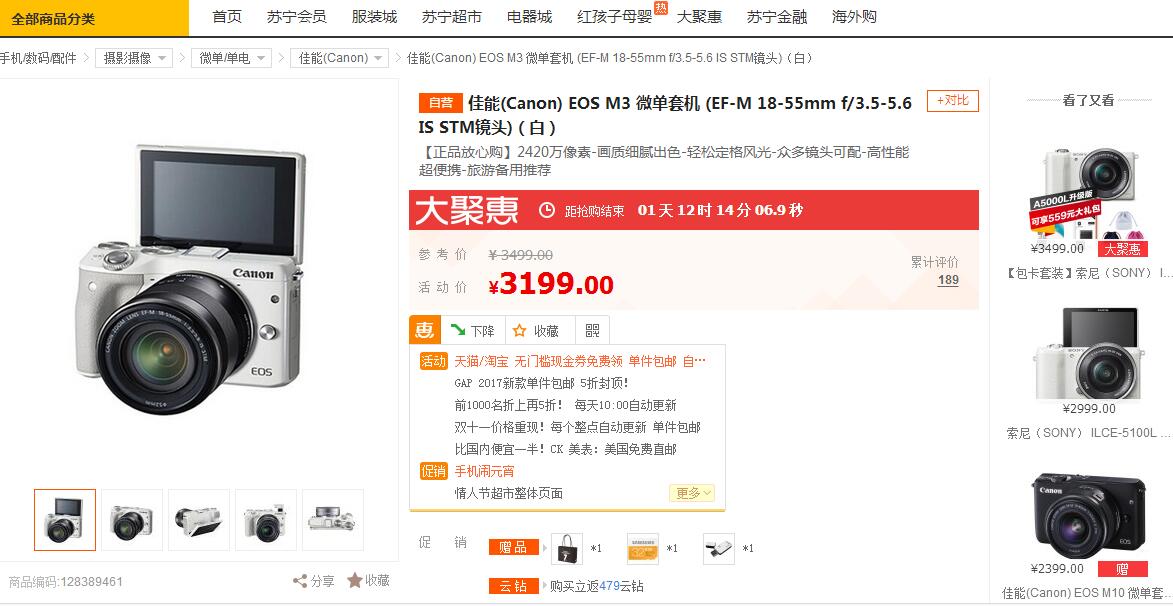 全部商品分类
首页 苏宁会员 服装城 苏宁超市 电器城 红孩子母婴 热 大聚惠 苏宁金融 海外购
手机/数码/配件 摄影摄像 微单/单电 佳能(Canon) 佳能(Canon) EOS M3 微单套机 (EF-M 18-55mm f/3.5-5.6 IS STM镜头)（白）
Canon
EOS
自营 佳能(Canon) EOS M3 微单套机 (EF-M 18-55mm f/3.5-5.6
IS STM镜头)（白）
+对比
【正品放心购】2420万像素-画质细腻出色-轻松定格风光-众多镜头可配-高性能
超便携-旅游备用推荐
大聚惠 距抢购结束 01天12时14分06.9秒
参考价 ¥3499.00
活动价 ¥3199.00
累计评价
189
惠 下降 收藏
活动 天猫/淘宝 无门槛现金券免费领 单件包邮 自…
GAP 2017新款单件包邮 5折封顶！
前1000名折上再5折！ 每天10:00自动更新
双十一价格重现！每个整点自动更新 单件包邮
比国内便宜一半！CK 美表：美国免费直邮
促销 手机闹元宵
情人节超市整体页面
更多
促销 赠品 *1 *1 *1
云钻 购买立返479云钻
商品编码:128389461
分享 收藏
看了又看
A5000L升级版
可享559元大礼包
¥3499.00 大聚惠
【包卡套装】索尼（SONY） I...
SONY
¥2999.00
索尼（SONY） ILCE-5100L ...
Canon
¥2399.00 赠
佳能(Canon) EOS M10 微单套...